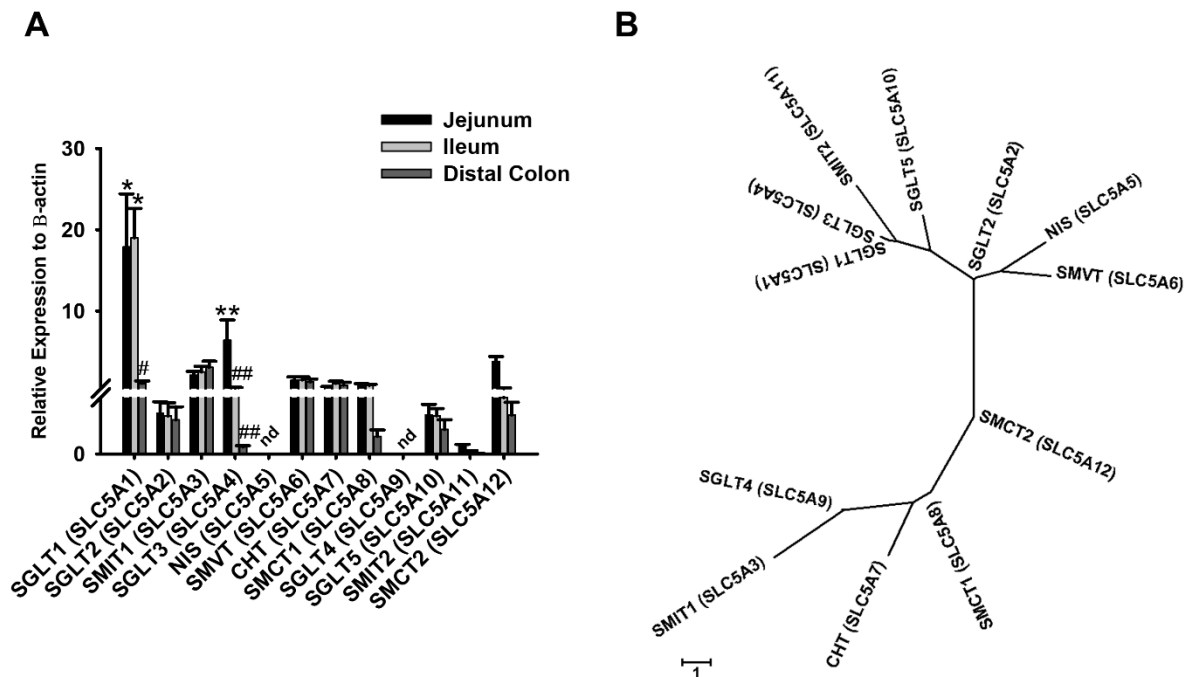 A
Jejunum
Ileum
Distal Colon
Relative Expression to B-actin
30
20
10
0
*
*
#
**
##
##
nd
nd
SGLT1 (SLC5A1)
SGLT2 (SLC5A2)
SMIT1 (SLC5A3)
SGLT3 (SLC5A4)
NIS (SLC5A5)
SMVT (SLC5A6)
CHT (SLC5A7)
SMCT1 (SLC5A8)
SGLT4 (SLC5A9)
SGLT5 (SLC5A10)
SMIT2 (SLC5A11)
SMCT2 (SLC5A12)
B
SMIT2 (SLC5A11)
SGLT5 (SLC5A10)
SGLT2 (SLC5A2)
NIS (SLC5A5)
SMVT (SLC5A6)
SGLT3 (SLC5A4)
SGLT1 (SLC5A1)
SMCT2 (SLC5A12)
SGLT4 (SLC5A9)
SMIT1 (SLC5A3)
CHT (SLC5A7)
SMCT1 (SLC5A8)
1